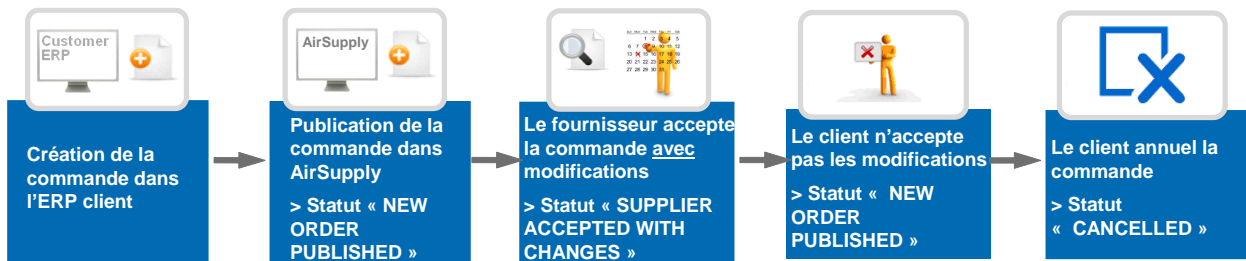 Customer
ERP
Création de la
commande dans
l'ERP client
AirSupply
Publication de la
commande dans
AirSupply
> Statut « NEW
ORDER
PUBLISHED »
Le fournisseur accepte
la commande avec
modifications
> Statut « SUPPLIER
ACCEPTED WITH
CHANGES »
Le client n'accepte
pas les modifications
> Statut «  NEW
ORDER
PUBLISHED »
Le client annuel la
commande
> Statut
«  CANCELLED »